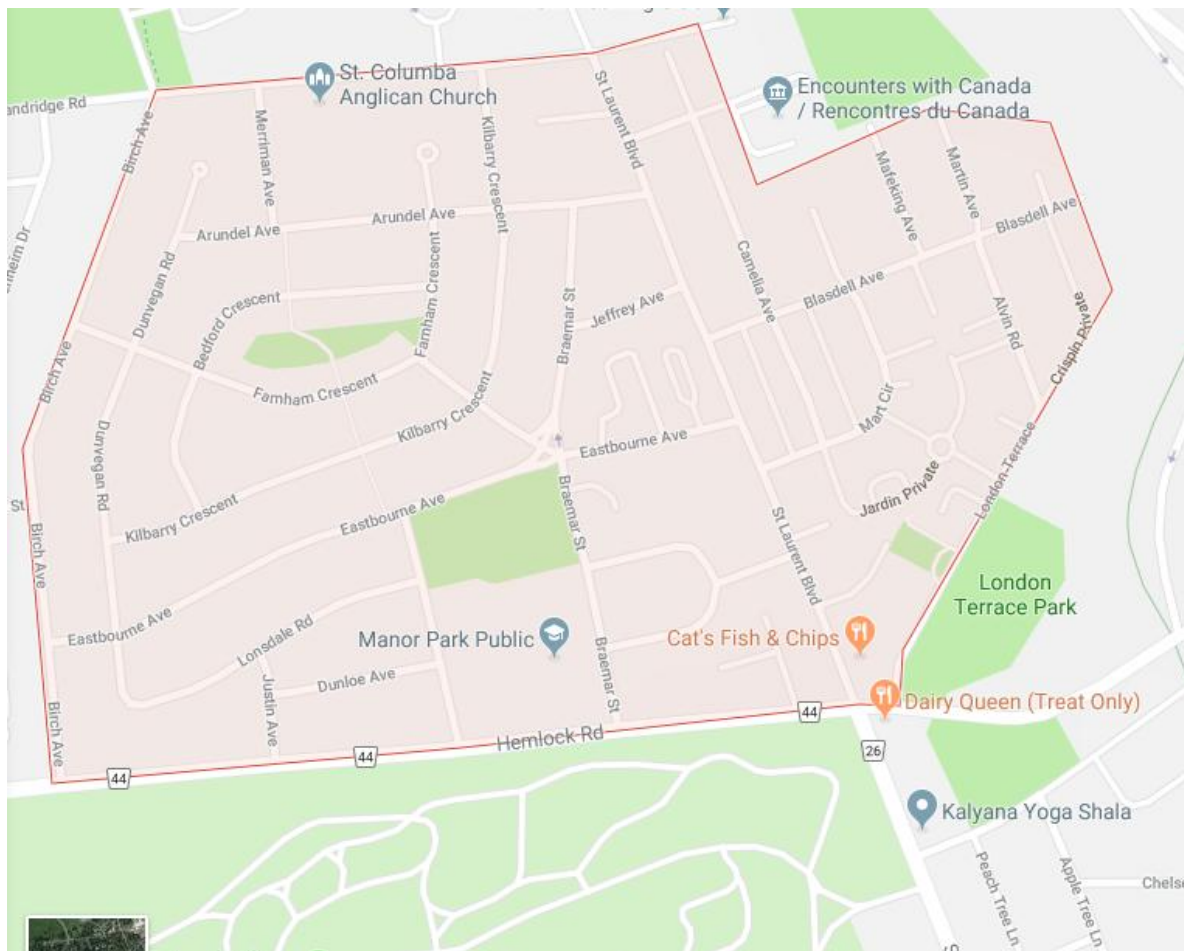 andridge Rd
St. Columba
Anglican Church
Encounters with Canada
/ Rencontres du Canada
Birch Ave
Merriman Ave
Kilbarry Crescent
St Laurent Blvd
Mafeking Ave
Martin Ave
Arundel Ave
Arundel Ave
Blasdell Ave
Camelia Ave
Dunvegan Rd
Farnham Crescent
Blasdell Ave
Bedford Crescent
Braemar St
Jeffrey Ave
Alvin Rd
Crispin Private
Birch Ave
Farnham Crescent
Kilbarry Crescent
Mart Cir
Dunvegan Rd
Eastbourne Ave
Jardin Private
London Terrace
St
Kilbarry Crescent
Eastbourne Ave
Braemar St
St Laurent Blvd
Birch Ave
London
Terrace Park
Eastbourne Ave
Lonsdale Rd
Manor Park Public
Cat's Fish & Chips
Braemar St
Dunloe Ave
Justin Ave
Birch Ave
Dairy Queen (Treat Only)
44
Hemlock Rd
44
44
26
Kalyana Yoga Shala
Peach Tree Ln
Apple Tree Ln
Chelse